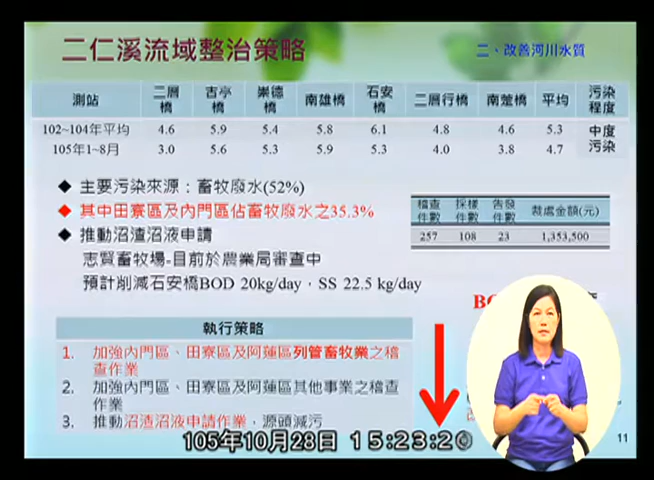 二仁溪流域整治策略
二、改善河川水質
測站 二層橋 古亭橋 崇德橋 南雄橋 石安橋 二層行橋 南萣橋 平均 污染程度
102~104年平均 4.6 5.9 5.4 5.8 6.1 4.8 4.6 5.3 中度污染
105年1~8月 3.0 5.6 5.3 5.9 5.3 4.0 3.8 4.7
◆ 主要污染來源：畜牧廢水(52%)
◆ 其中田寮區及內門區佔畜牧廢水之35.3%
◆ 推動沼渣沼液申請
志賢畜牧場-目前於農業局審查中
預計削減石安橋BOD 20kg/day，SS 22.5 kg/day
稽查件數 採樣件數 告發件數 裁處金額(元)
257 108 23 1,353,500
執行策略
1. 加強內門區、田寮區及阿蓮區列管畜牧業之稽
查作業
2. 加強內門區、田寮區及阿蓮區其他事業之稽查
作業
3. 推動沼渣沼液申請作業，源頭減污
105年10月28日 15:23:2
11